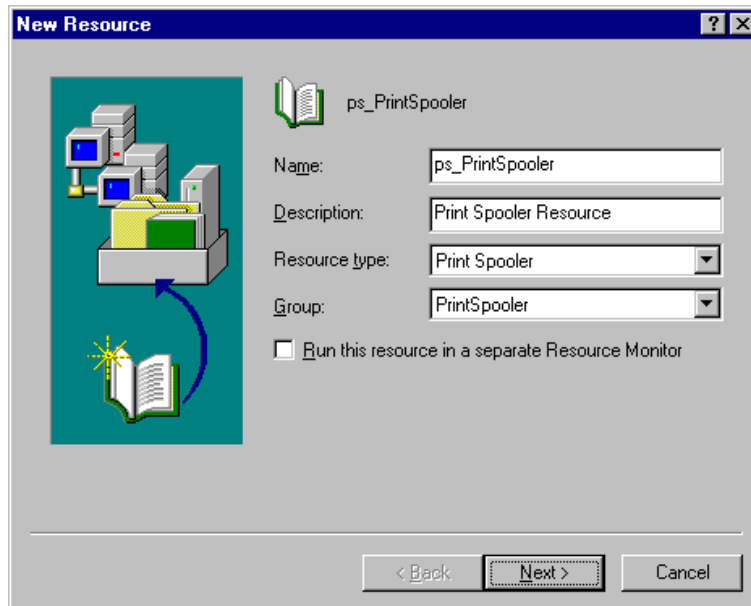 New Resource
ps_PrintSpooler
Name: ps_PrintSpooler
Description: Print Spooler Resource
Resource type: Print Spooler
Group: PrintSpooler
Run this resource in a separate Resource Monitor
< Back Next > Cancel